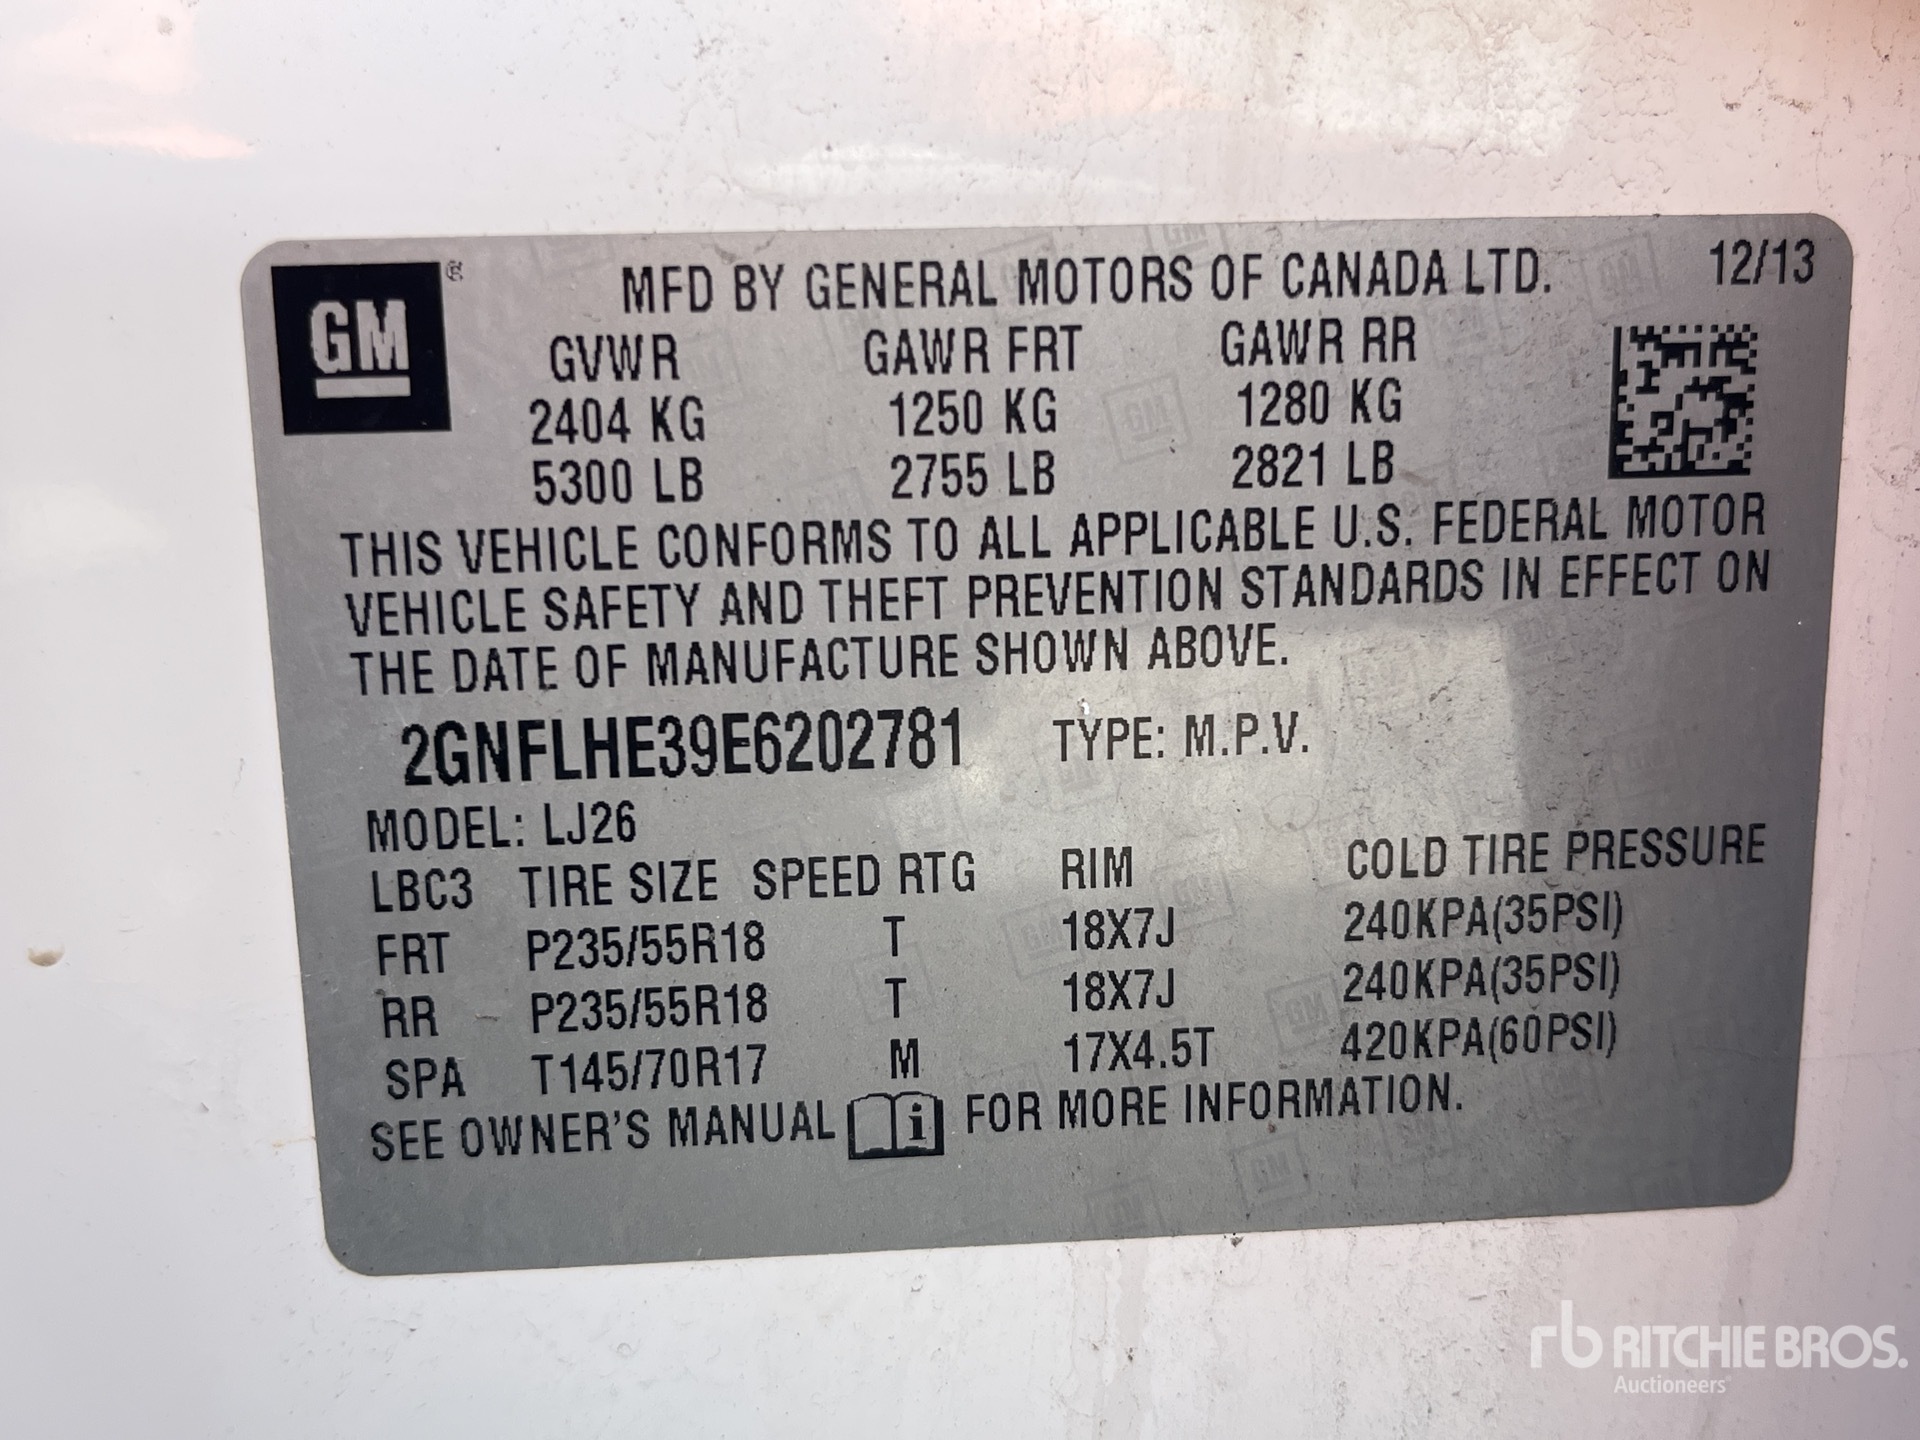 GM
MFD BY GENERAL MOTORS OF CANADA LTD. 12/13
GVWR GAWR FRT GAWR RR
2404 KG 1250 KG 1280 KG
5300 LB 2755 LB 2821 LB
THIS VEHICLE CONFORMS TO ALL APPLICABLE U.S. FEDERAL MOTOR
VEHICLE SAFETY AND THEFT PREVENTION STANDARDS IN EFFECT ON
THE DATE OF MANUFACTURE SHOWN ABOVE.
2GNFLHE39E6202781 TYPE: M.P.V.
MODEL: LJ26
LBC3 TIRE SIZE SPEED RTG RIM COLD TIRE PRESSURE
FRT P235/55R18 T 18X7J 240KPA(35PSI)
RR P235/55R18 T 18X7J 240KPA(35PSI)
SPA T145/70R17 M 17X4.5T 420KPA(60PSI)
SEE OWNER'S MANUAL i FOR MORE INFORMATION.
rb RITCHIE BROS.
Auctioneers